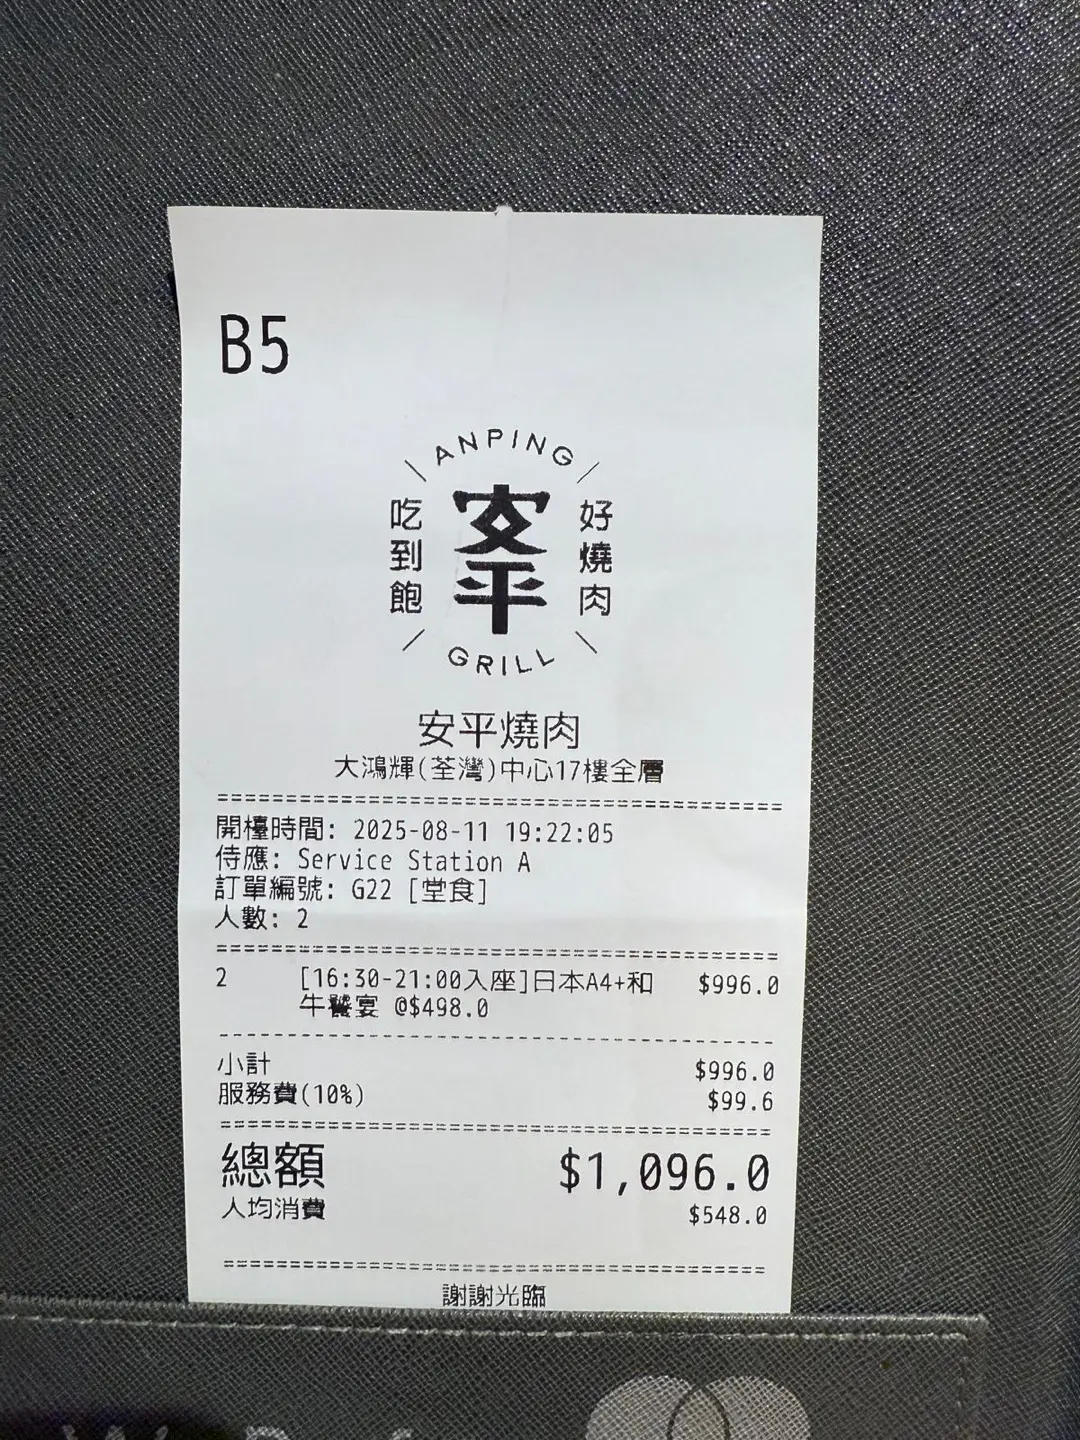 B5
ANPING
吃到飽
安平
好燒肉
GRILL
安平燒肉
大鴻輝(荃灣)中心17樓全層
開檯時間: 2025-08-11 19:22:05
侍應: Service Station A
訂單編號: G22 [堂食]
人數: 2
2 [16:30-21:00入座]日本A4+和 $996.0
牛饗宴 @$498.0
小計 $996.0
服務費(10%) $99.6
總額 $1,096.0
人均消費 $548.0
謝謝光臨